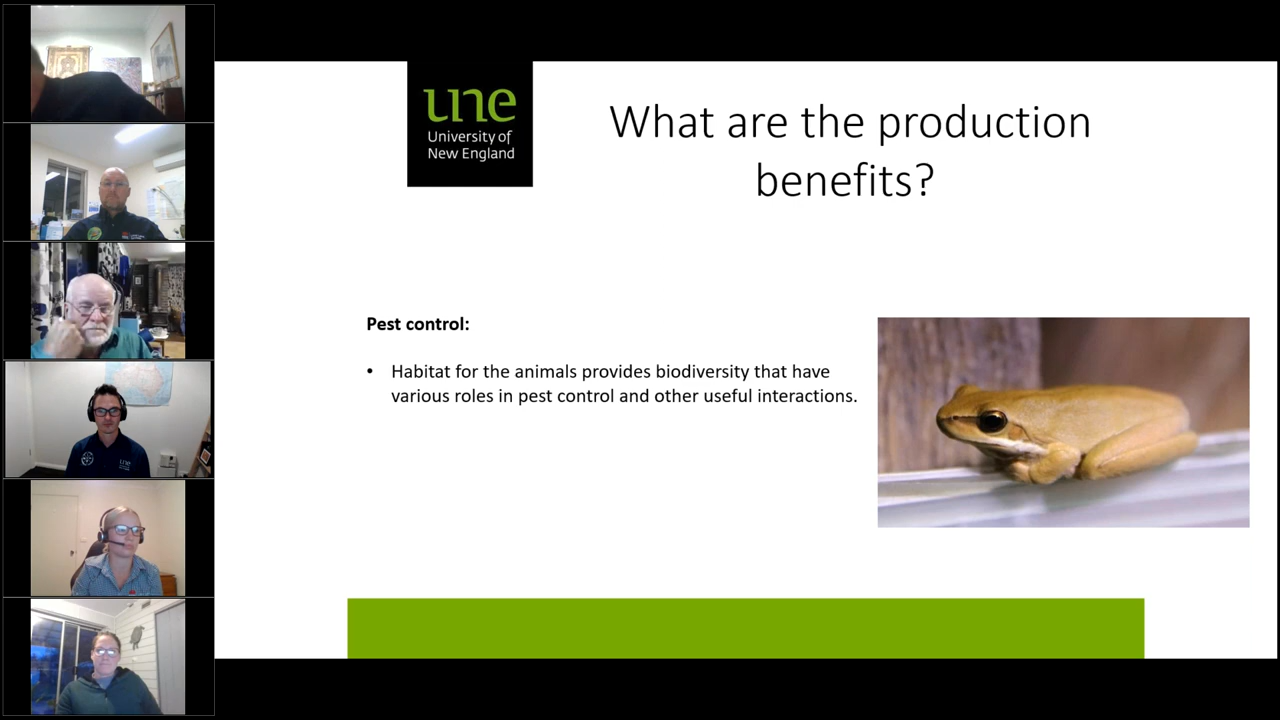 une
University of
New England
What are the production
benefits?
Pest control:
• Habitat for the animals provides biodiversity that have
various roles in pest control and other useful interactions.
une